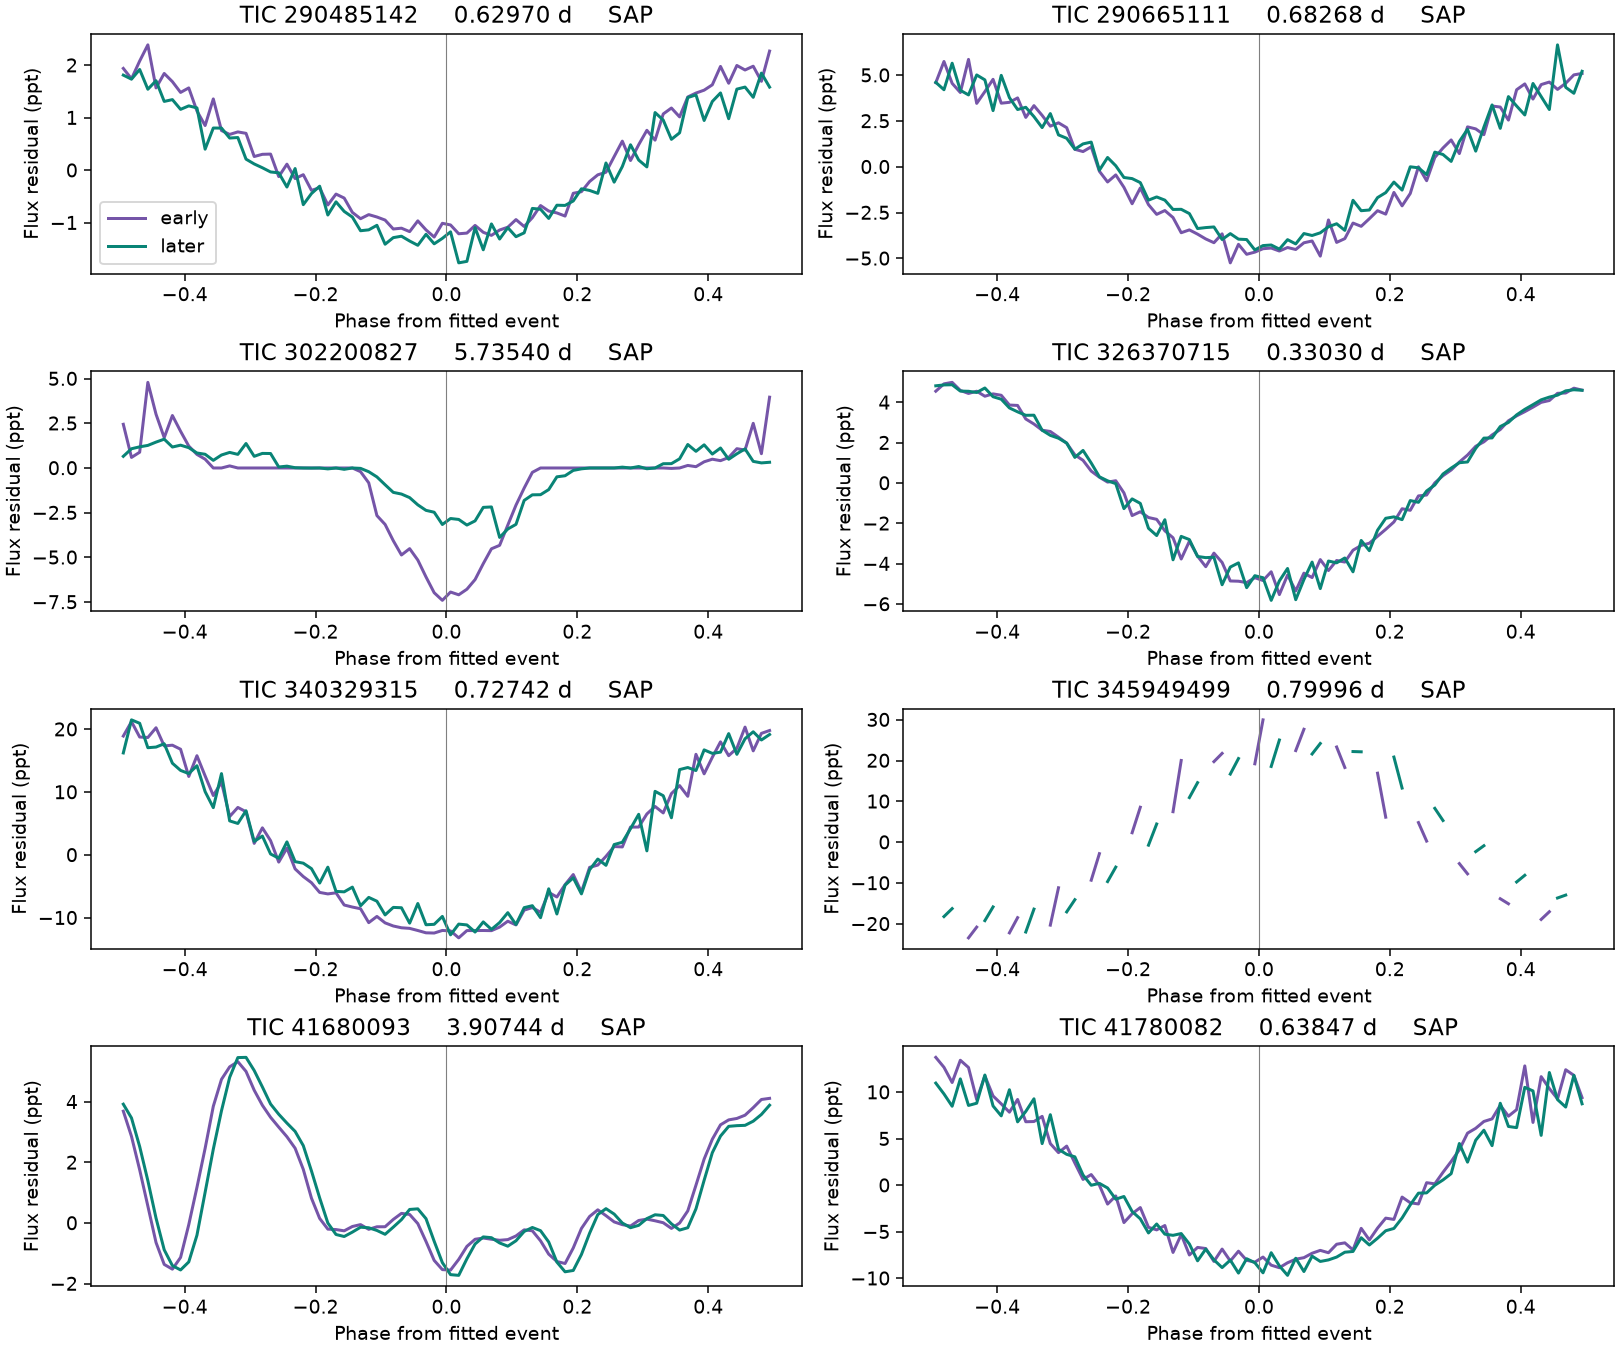 TIC 290485142 0.62970 d SAP
Flux residual (ppt)
2
1
0
−1
early
later
−0.4 −0.2 0.0 0.2 0.4
Phase from fitted event
TIC 290665111 0.68268 d SAP
Flux residual (ppt)
5.0
2.5
0.0
−2.5
−5.0
−0.4 −0.2 0.0 0.2 0.4
Phase from fitted event
TIC 302200827 5.73540 d SAP
Flux residual (ppt)
5.0
2.5
0.0
−2.5
−5.0
−7.5
−0.4 −0.2 0.0 0.2 0.4
Phase from fitted event
TIC 326370715 0.33030 d SAP
Flux residual (ppt)
4
2
0
−2
−4
−6
−0.4 −0.2 0.0 0.2 0.4
Phase from fitted event
TIC 340329315 0.72742 d SAP
Flux residual (ppt)
20
10
0
−10
−0.4 −0.2 0.0 0.2 0.4
Phase from fitted event
TIC 345949499 0.79996 d SAP
Flux residual (ppt)
30
20
10
0
−10
−20
−0.4 −0.2 0.0 0.2 0.4
Phase from fitted event
TIC 41680093 3.90744 d SAP
Flux residual (ppt)
4
2
0
−2
−0.4 −0.2 0.0 0.2 0.4
Phase from fitted event
TIC 41780082 0.63847 d SAP
Flux residual (ppt)
10
5
0
−5
−10
−0.4 −0.2 0.0 0.2 0.4
Phase from fitted event